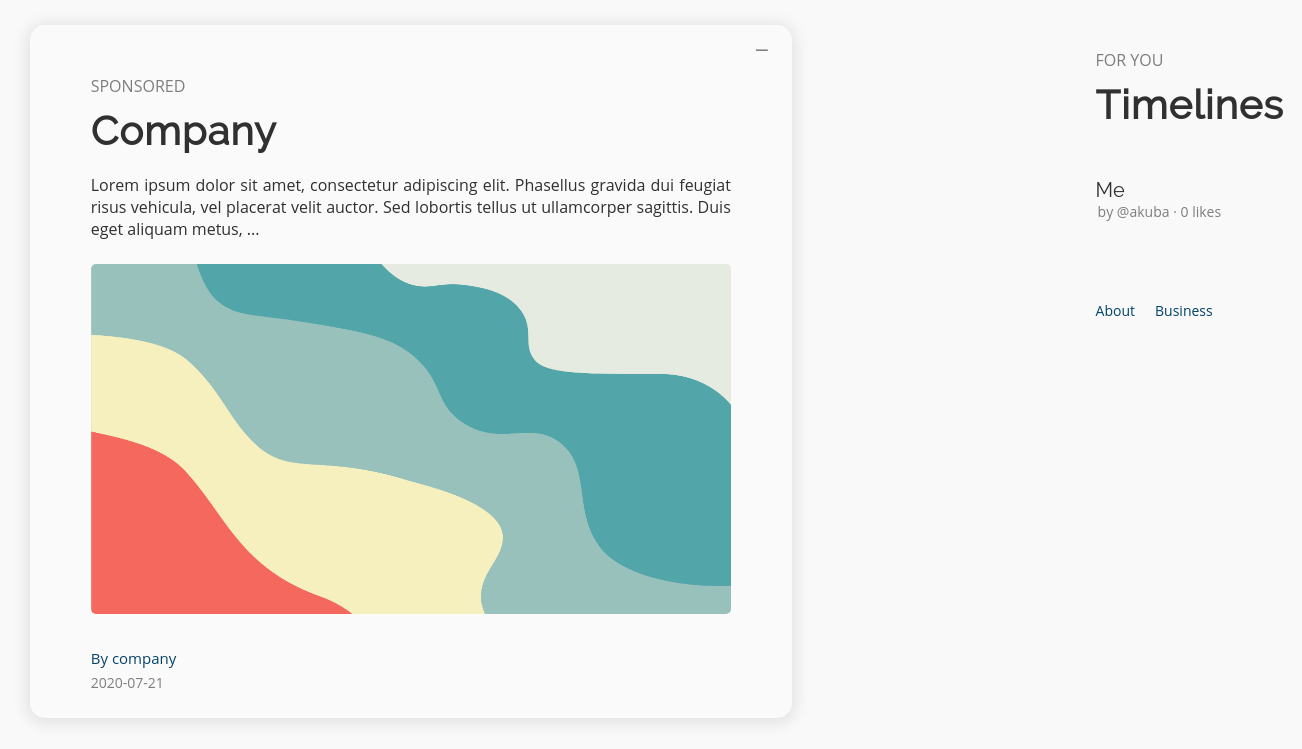 SPONSORED
Company
Lorem ipsum dolor sit amet, consectetur adipiscing elit. Phasellus gravida dui feugiat
risus vehicula, vel placerat velit auctor. Sed lobortis tellus ut ullamcorper sagittis. Duis
eget aliquam metus, ...
By company
2020-07-21
FOR YOU
Timelines
Me
by @akuba · 0 likes
About Business